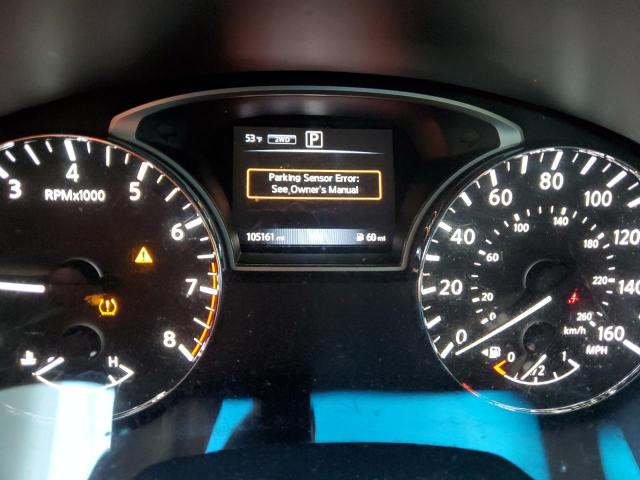 53°F 2WD P
Parking Sensor Error:
See Owner's Manual
105161 mi 60 mi
3 4 5 6 7 8
RPMx1000
H
0 20 40 60 80 100 120 140 160
MPH
0 20 60 100 140 180 220 260
km/h
0 1/2 1